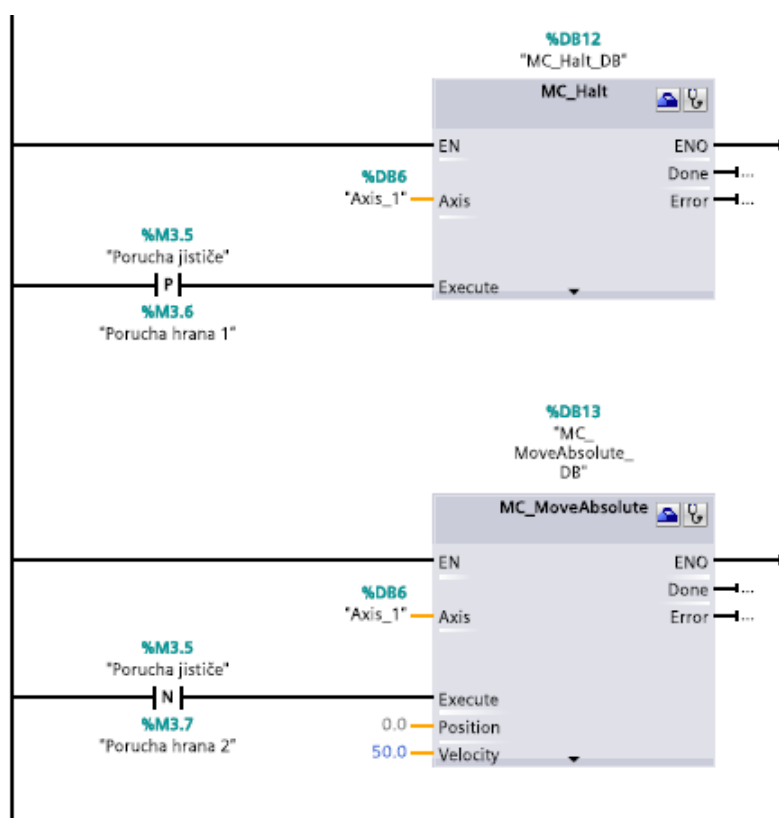 %DB12
"MC_Halt_DB"
MC_Halt
EN
ENO
Done
...
%DB6
"Axis_1"
Axis
Error
...
%M3.5
"Porucha jističe"
P
Execute
%M3.6
"Porucha hrana 1"
%DB13
"MC_
MoveAbsolute_
DB"
MC_MoveAbsolute
EN
ENO
Done
...
%DB6
"Axis_1"
Axis
Error
...
%M3.5
"Porucha jističe"
N
Execute
%M3.7
"Porucha hrana 2"
0.0
Position
50.0
Velocity